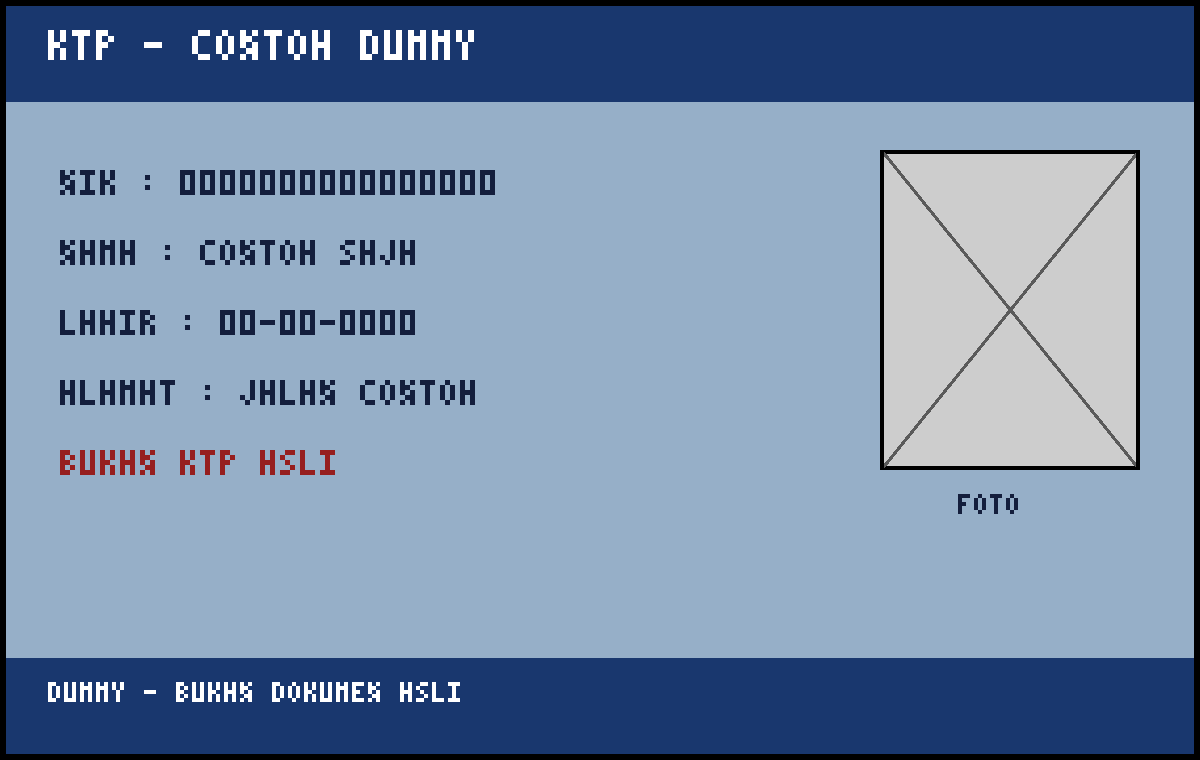 KTP - CONTOH DUMMY
NIK : 0000000000000000
NAMA : CONTOH SAJA
LAHIR : 00-00-0000
ALAMAT : JALAN CONTOH
BUKAN KTP ASLI
FOTO
DUMMY - BUKAN DOKUMEN ASLI